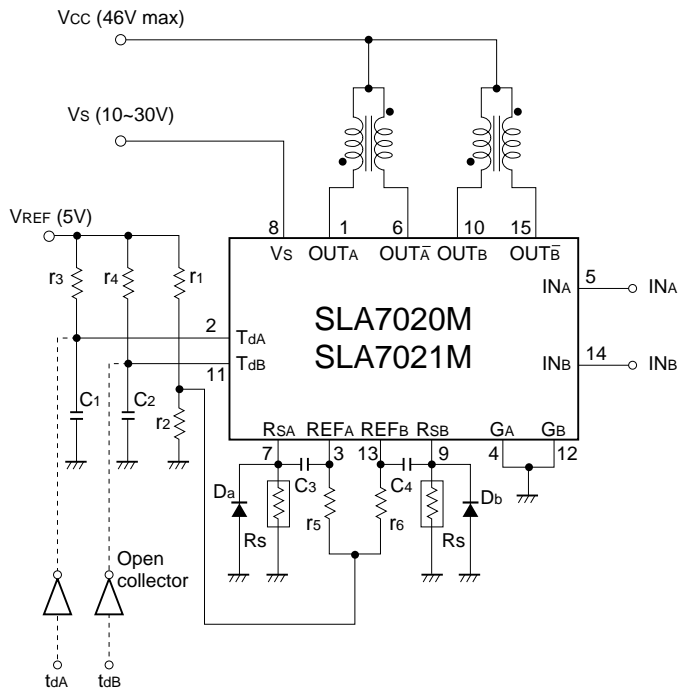 VCC (46V max)
VS (10~30V)
VREF (5V)
8 1 6 10 15
VS OUTA OUTA̅ OUTB OUTB̅
r3 r4 r1
5
INA INA
2
TdA
SLA7020M
SLA7021M
14
TdB
11
INB INB
C1 C2 r2
RSA REFA REFB RSB GA GB
7 3 13 9 4 12
C3 C4
Da Db
r5 r6
Rs Rs
Open
collector
tdA tdB